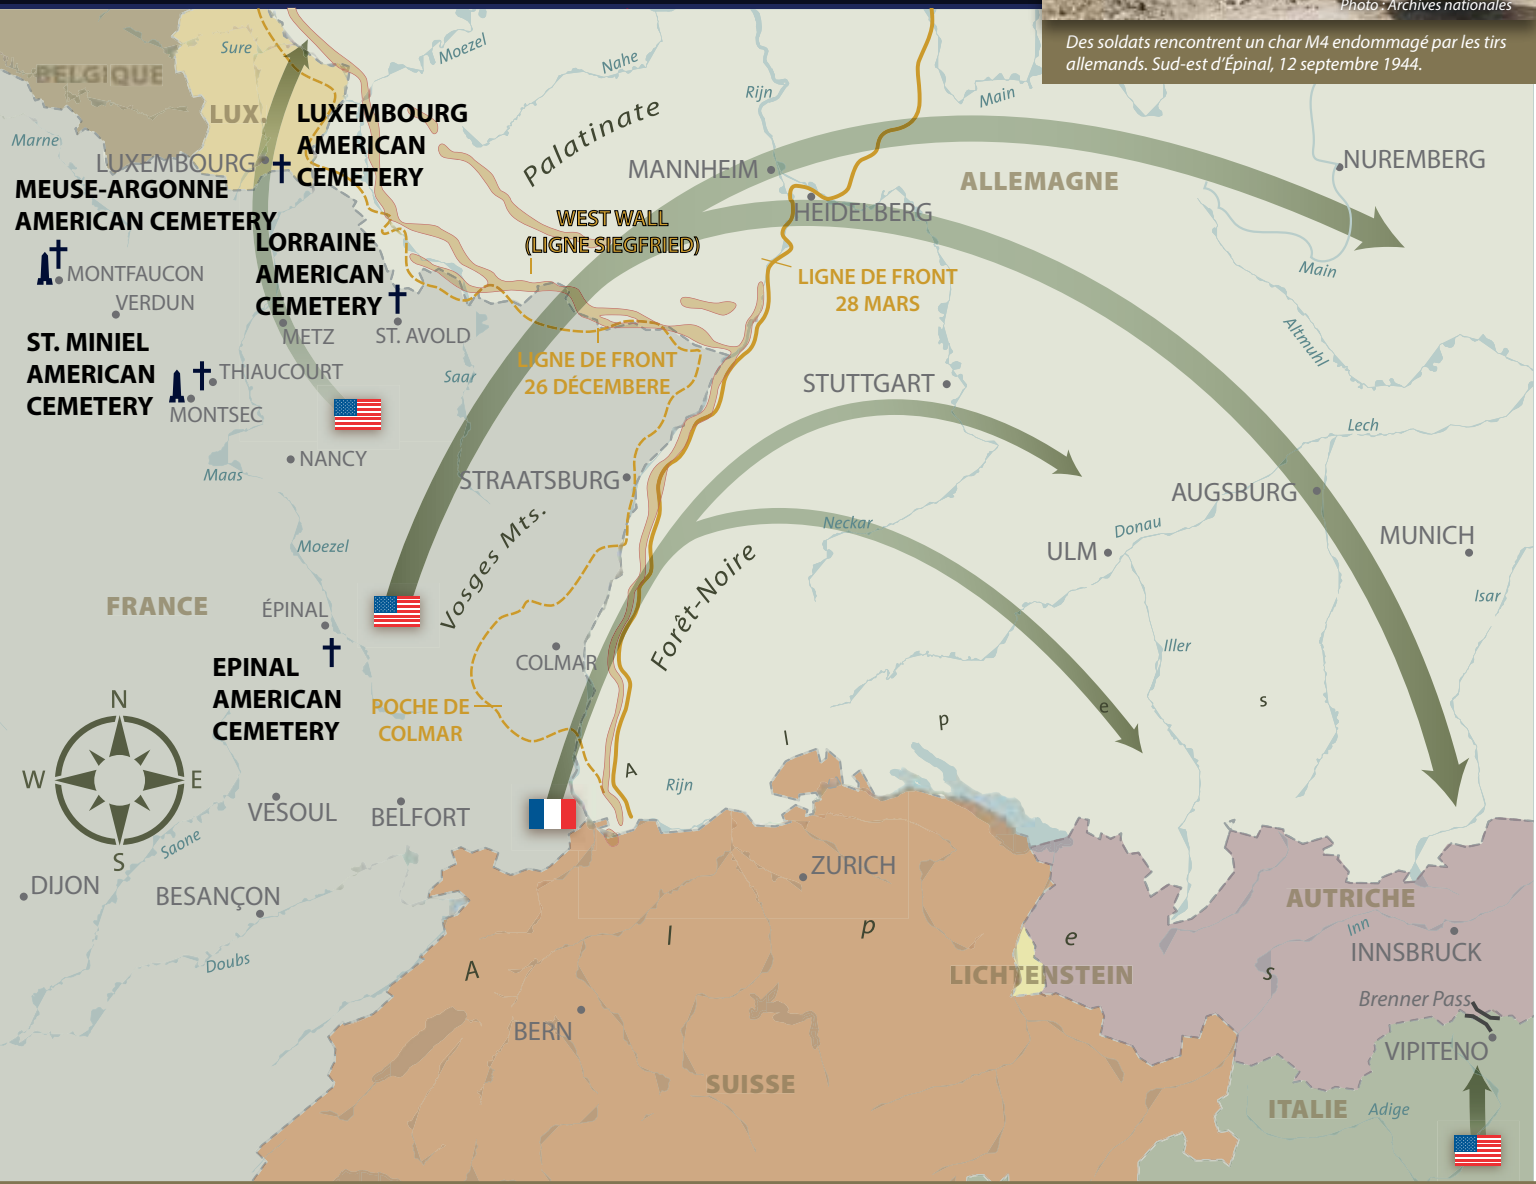 Photo : Archives nationales
Des soldats rencontrent un char M4 endommagé par les tirs
allemands. Sud-est d'Épinal, 12 septembre 1944.
Sure
Moezel
Nahe
Rijn
Main
BELGIQUE
LUX.
Marne
LUXEMBOURG
LUXEMBOURG
AMERICAN
CEMETERY
Palatinate
MANNHEIM
ALLEMAGNE
NUREMBERG
MEUSE-ARGONNE
AMERICAN CEMETERY
HEIDELBERG
WEST WALL
(LIGNE SIEGFRIED)
LORRAINE
AMERICAN
CEMETERY
MONTFAUCON
VERDUN
LIGNE DE FRONT
28 MARS
Main
METZ
ST. AVOLD
Altmuhl
ST. MINIEL
AMERICAN
CEMETERY
THIAUCOURT
MONTSEC
Saar
LIGNE DE FRONT
26 DÉCEMBERE
STUTTGART
Lech
NANCY
Maas
STRAATSBURG
AUGSBURG
Moezel
Vosges Mts.
Neckar
Donau
ULM
MUNICH
Forêt-Noire
Isar
FRANCE
ÉPINAL
Iller
EPINAL
AMERICAN
CEMETERY
COLMAR
POCHE DE
COLMAR
A
l
p
e
s
N
W
E
S
Rijn
VESOUL
BELFORT
Saone
DIJON
BESANÇON
ZURICH
AUTRICHE
Inn
INNSBRUCK
Doubs
A
l
p
e
s
LICHTENSTEIN
Brenner Pass
BERN
VIPITENO
SUISSE
ITALIE
Adige